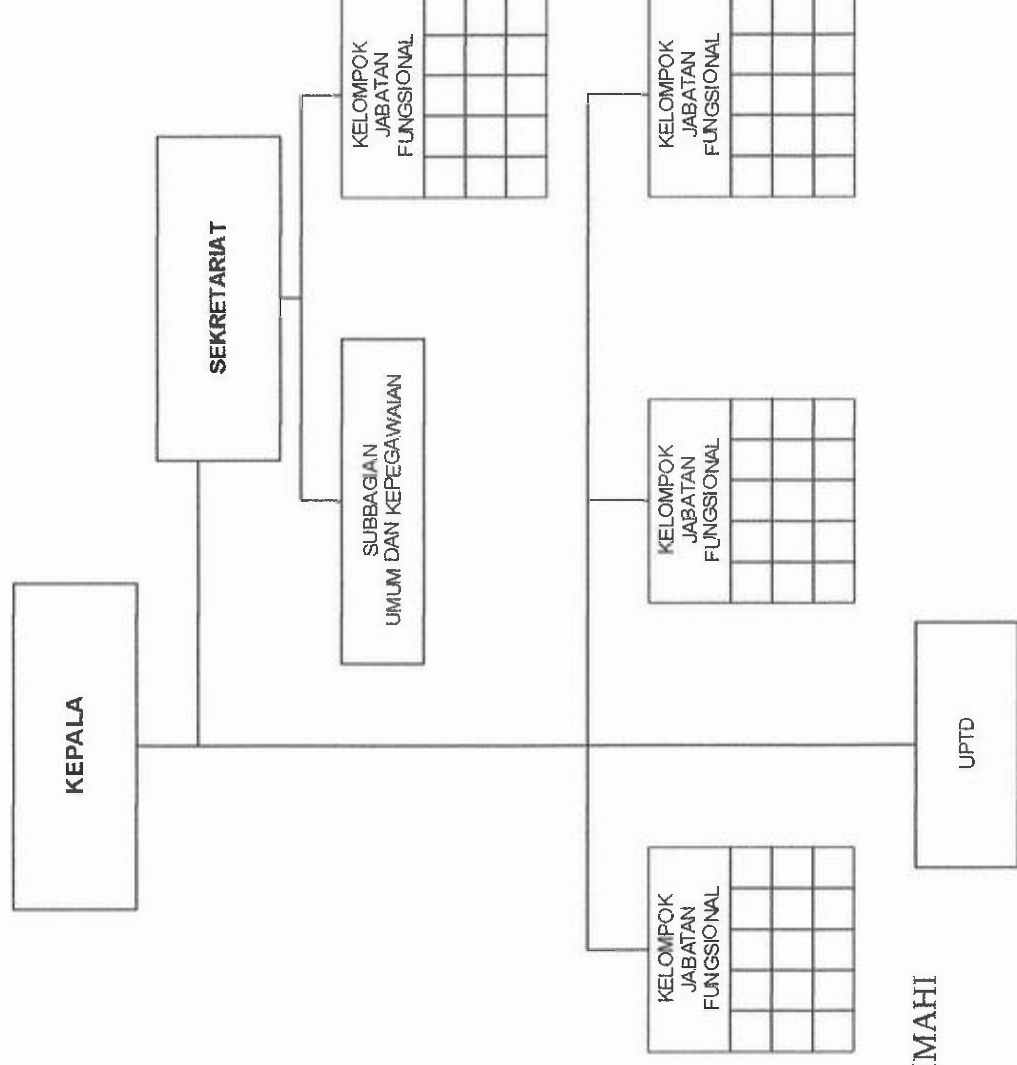 KEPALA
SEKRETARIAT
SUBBAGIAN
UMUM DAN KEPEGAWAIAN
KELOMPOK
JABATAN
FUNGSIONAL
KELOMPOK
JABATAN
FUNGSIONAL
KELOMPOK
JABATAN
FUNGSIONAL
KELOMPOK
JABATAN
FUNGSIONAL
UPTD
IMAHI